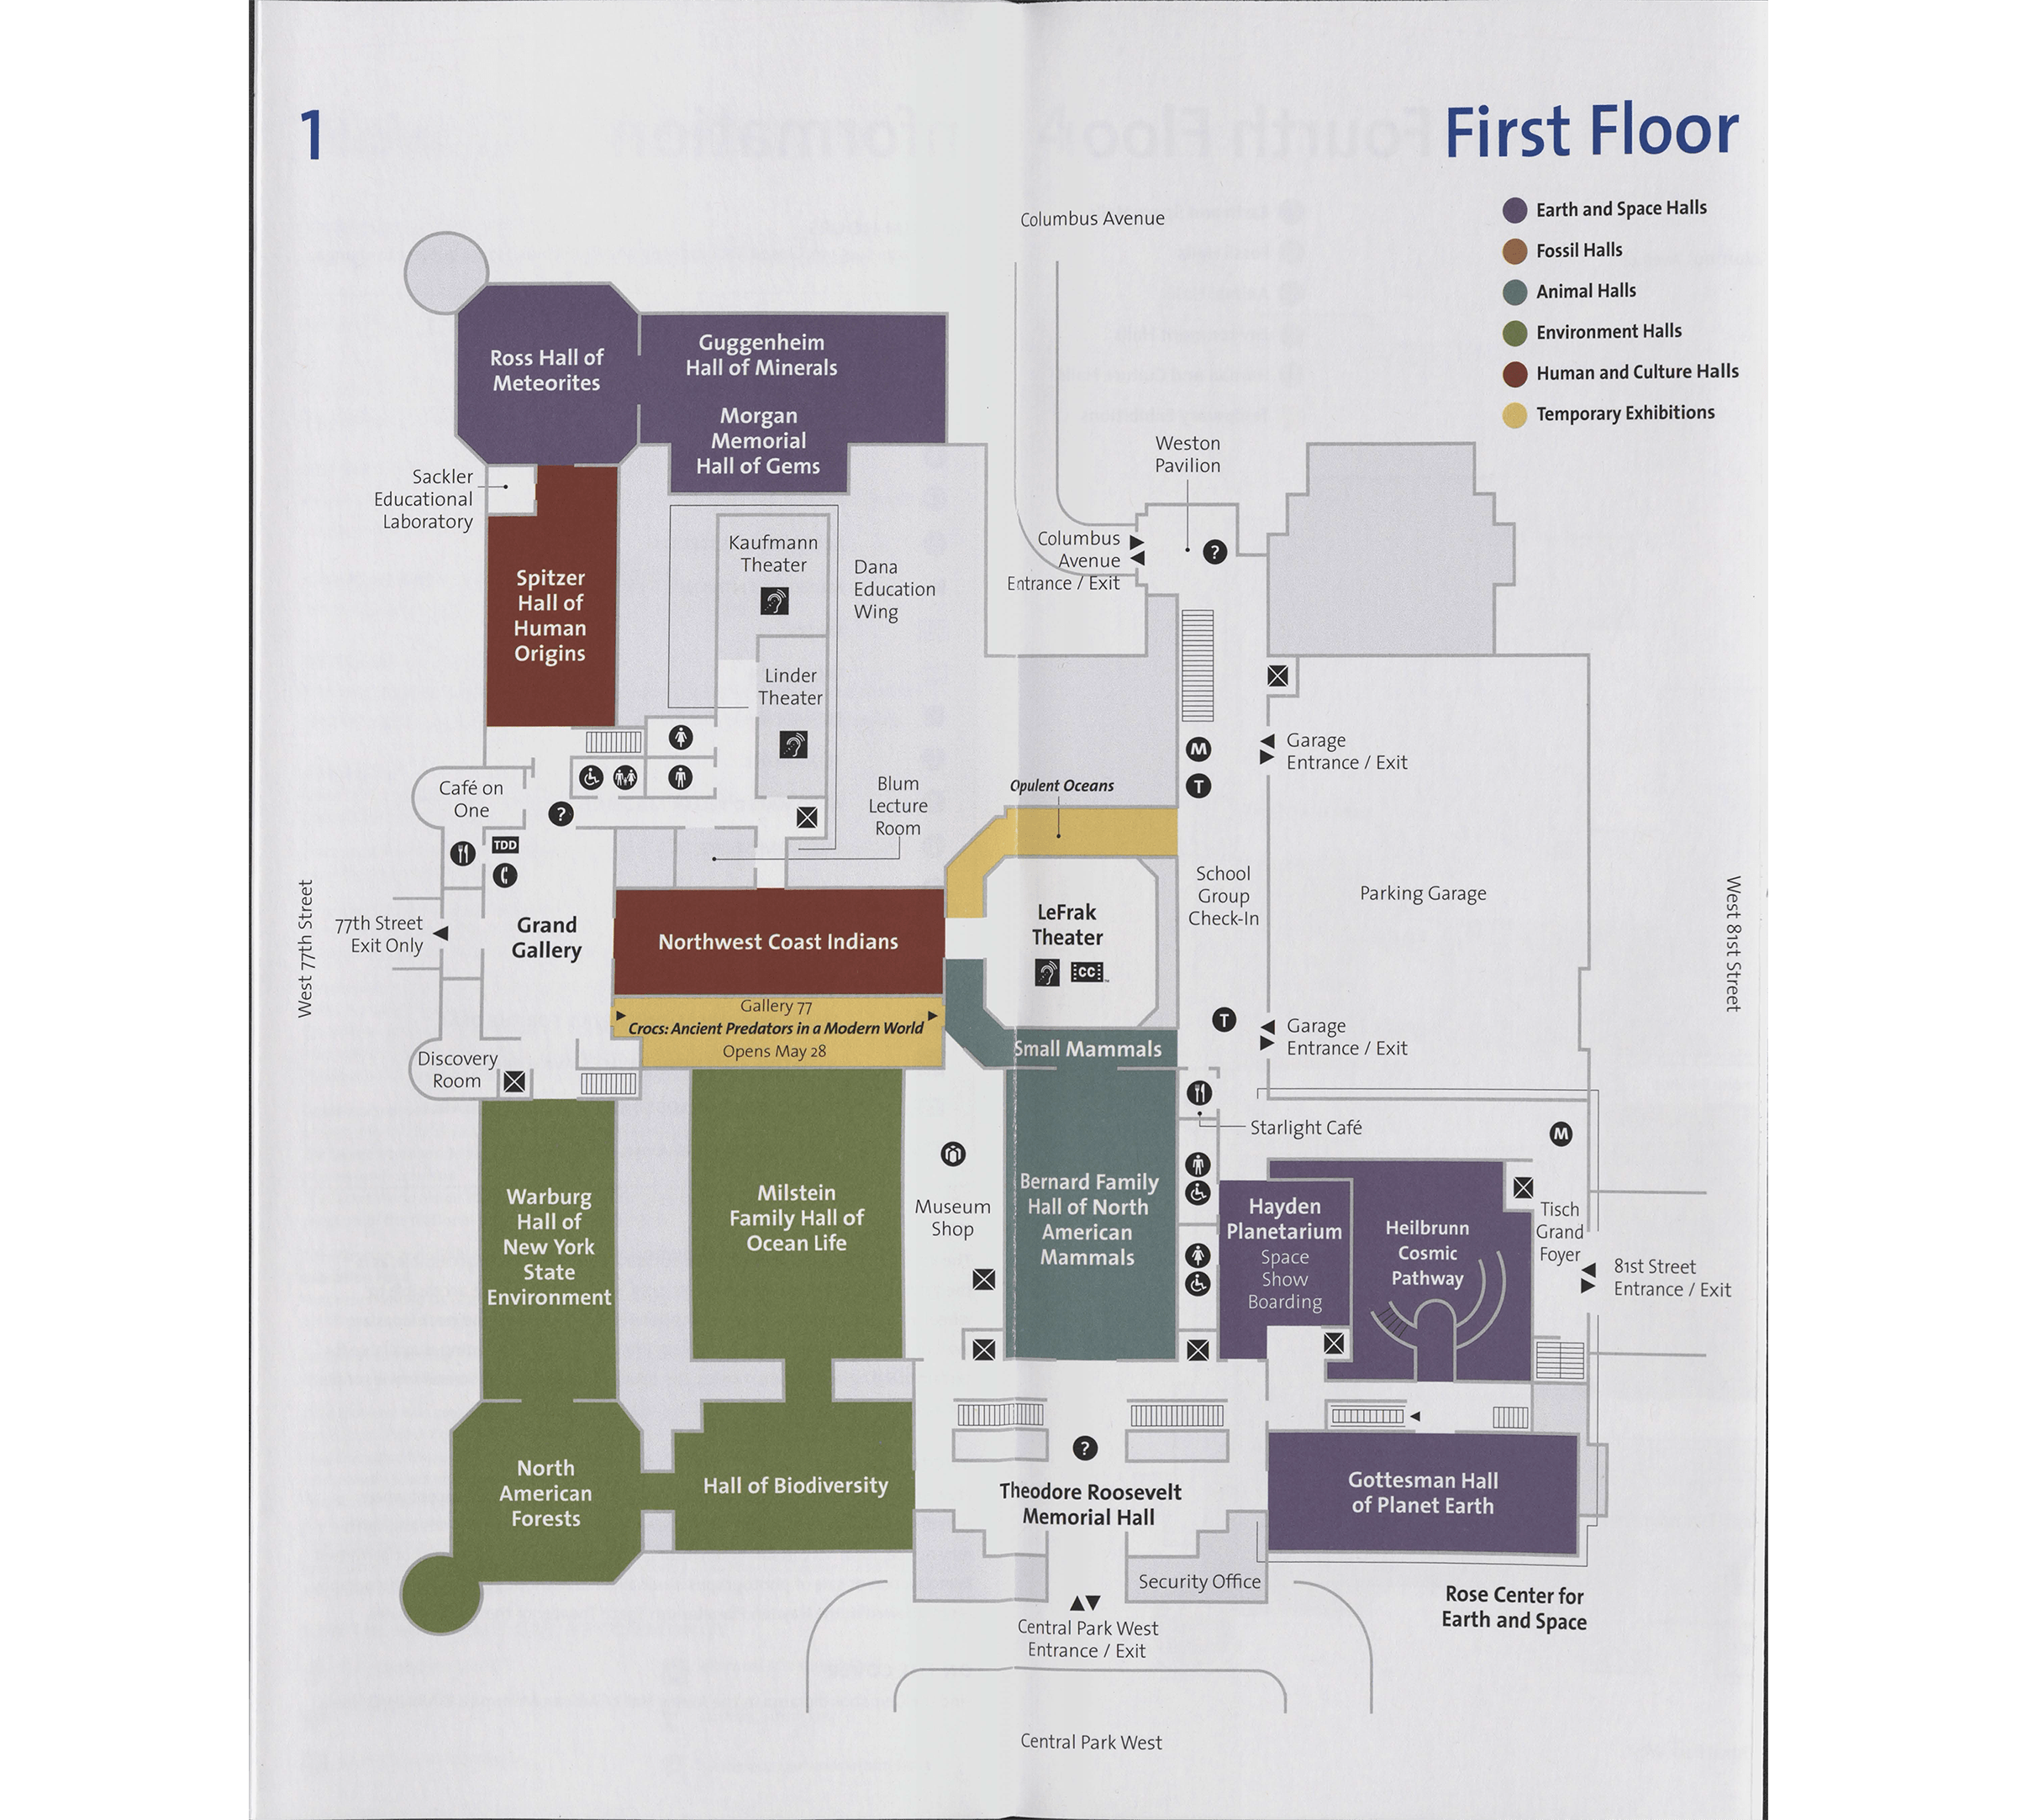 1
First Floor
Earth and Space Halls
Fossil Halls
Animal Halls
Environment Halls
Human and Culture Halls
Temporary Exhibitions
Columbus Avenue
Ross Hall of
Meteorites
Guggenheim
Hall of Minerals
Morgan
Memorial
Hall of Gems
Sackler
Educational
Laboratory
Weston
Pavilion
?
Columbus
Avenue
Entrance / Exit
Kaufmann
Theater
Dana
Education
Wing
Spitzer
Hall of
Human
Origins
Linder
Theater
Garage
Entrance / Exit
M
T
Café on
One
?
TDD
Blum
Lecture
Room
Opulent Oceans
West 77th Street
77th Street
Exit Only
Grand
Gallery
Northwest Coast Indians
LeFrak
Theater
CC
School
Group
Check-In
Parking Garage
West 81st Street
Gallery 77
Crocs: Ancient Predators in a Modern World
Opens May 28
T
Garage
Entrance / Exit
Discovery
Room
Small Mammals
Starlight Café
M
Warburg
Hall of
New York
State
Environment
Milstein
Family Hall of
Ocean Life
Museum
Shop
Bernard Family
Hall of North
American
Mammals
Hayden
Planetarium
Space
Show
Boarding
Heilbrunn
Cosmic
Pathway
Tisch
Grand
Foyer
81st Street
Entrance / Exit
North
American
Forests
Hall of Biodiversity
?
Theodore Roosevelt
Memorial Hall
Gottesman Hall
of Planet Earth
Security Office
Central Park West
Entrance / Exit
Rose Center for
Earth and Space
Central Park West